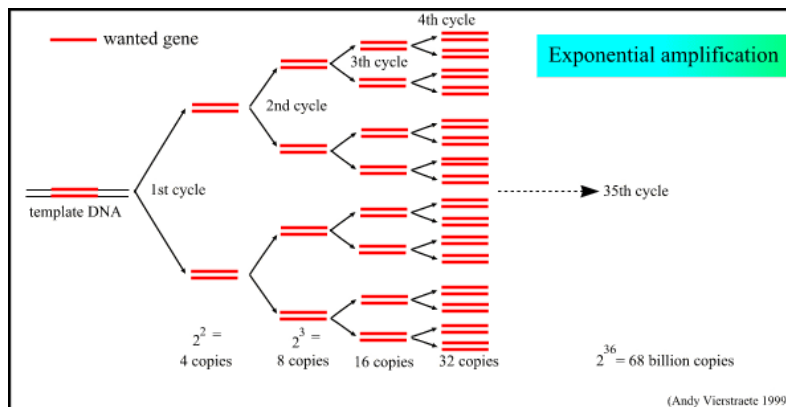 4th cycle
wanted gene
Exponential amplification
3th cycle
2nd cycle
1st cycle
35th cycle
template DNA
2^2 =
4 copies
2^3 =
8 copies
16 copies
32 copies
2^36 = 68 billion copies
(Andy Vierstraete 1999